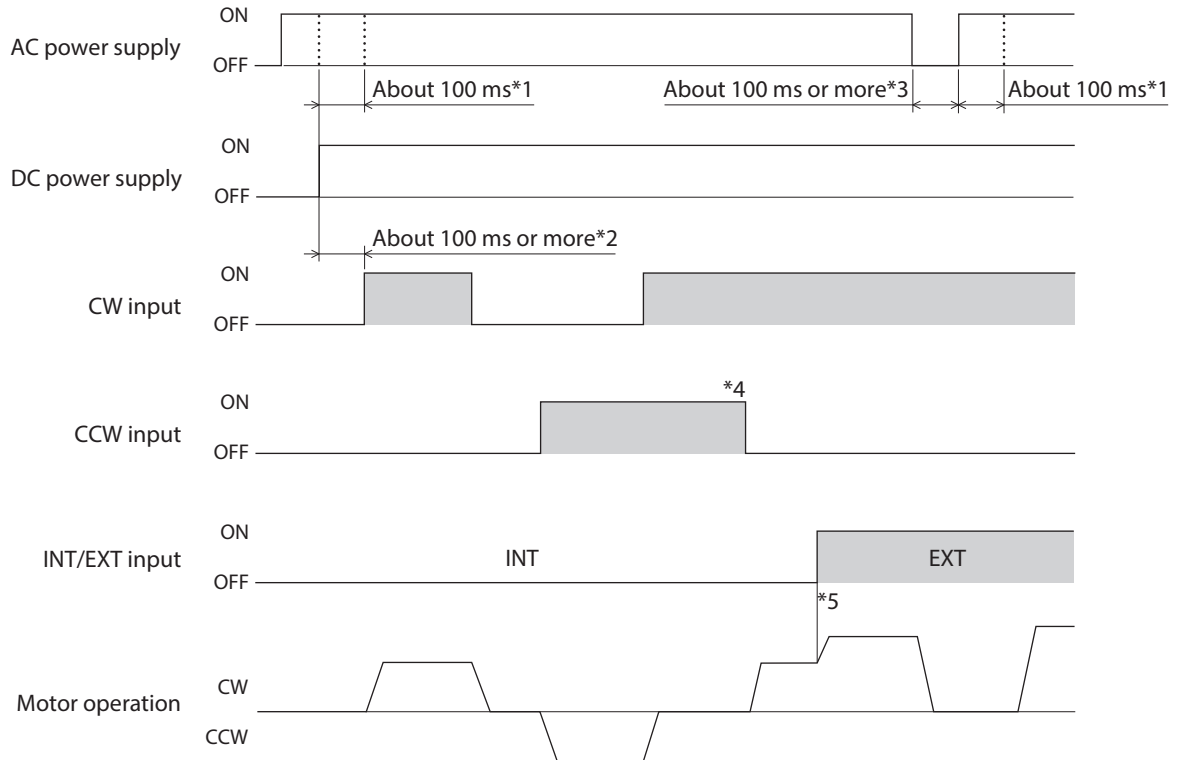 ON
AC power supply
OFF
About 100 ms*1
About 100 ms or more*3
About 100 ms*1
ON
DC power supply
OFF
About 100 ms or more*2
ON
CW input
OFF
*4
ON
CCW input
OFF
ON
INT/EXT input
INT
EXT
OFF
*5
CW
Motor operation
CCW